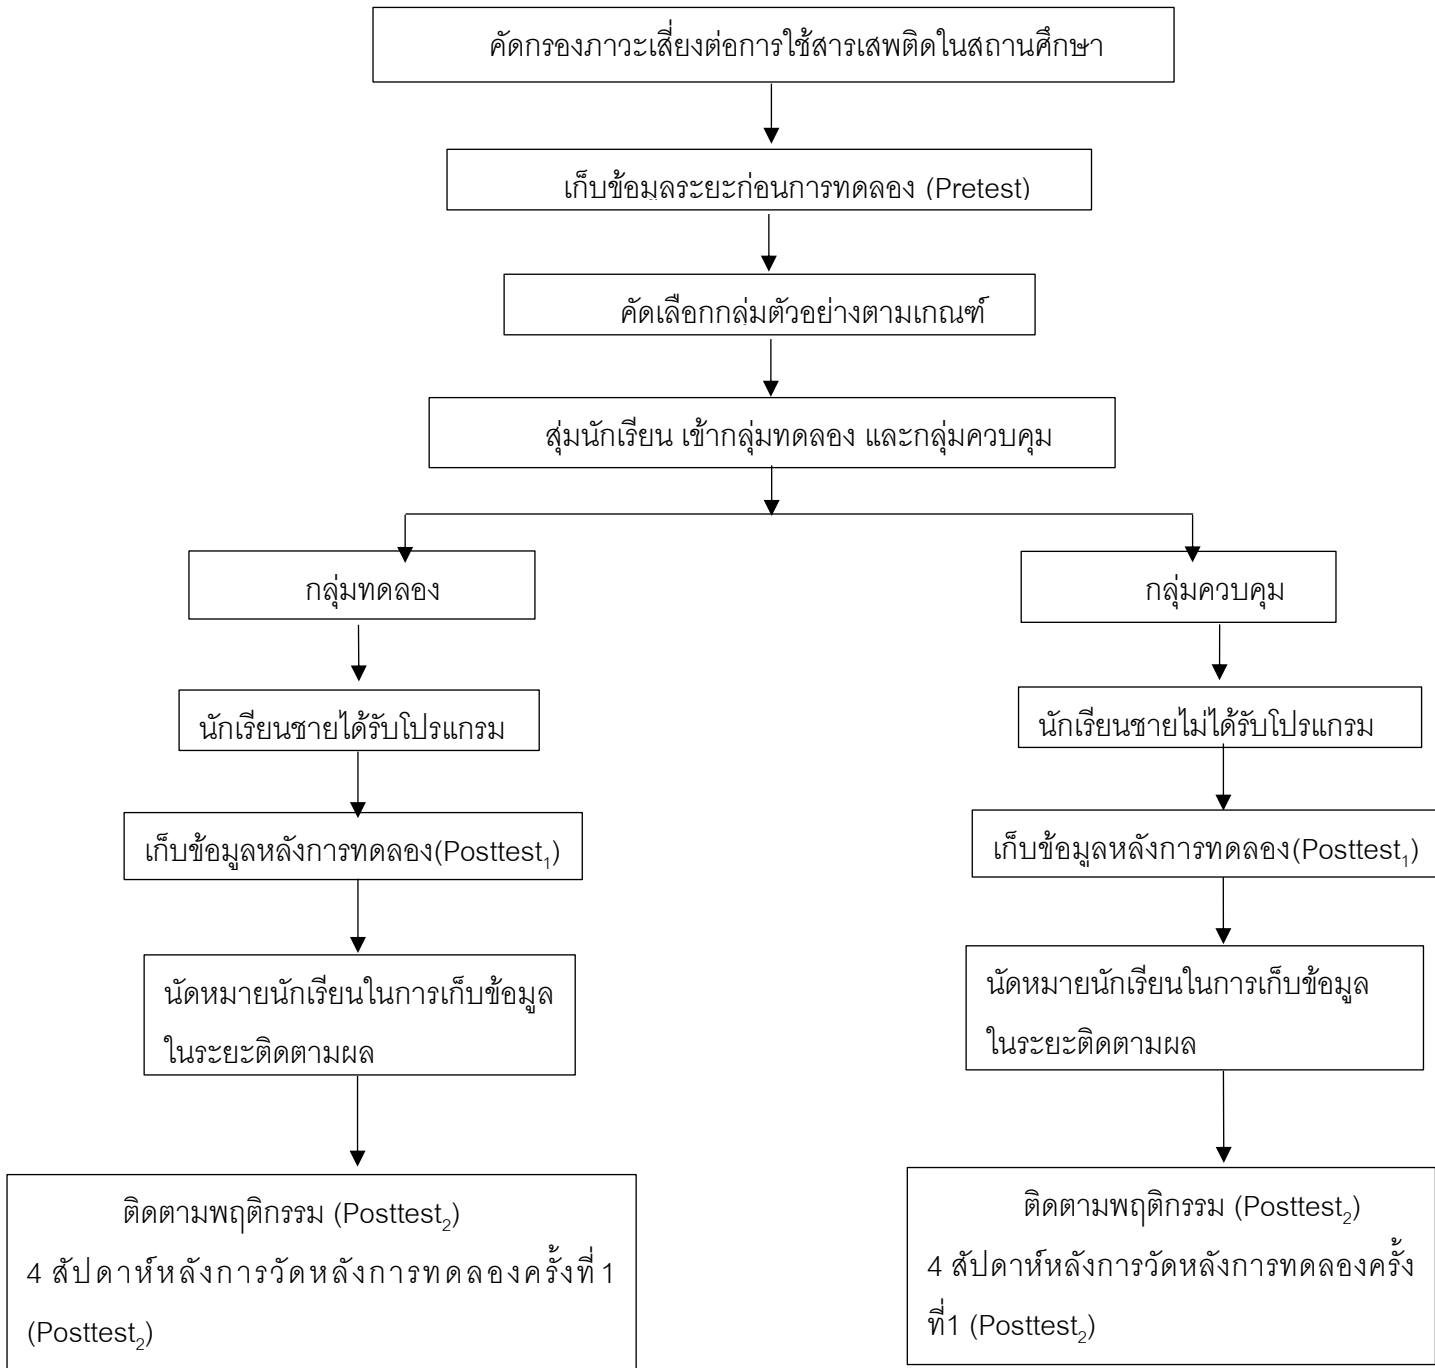 คัดกรองภาวะเสี่ยงต่อการใช้สารเสพติดในสถานศึกษา
เก็บข้อมูลระยะก่อนการทดลอง (Pretest)
คัดเลือกกลุ่มตัวอย่างตามเกณฑ์
สุ่มนักเรียน เข้ากลุ่มทดลอง และกลุ่มควบคุม
กลุ่มทดลอง
นักเรียนชายได้รับโปรแกรม
เก็บข้อมูลหลังการทดลอง(Posttest₁)
นัดหมายนักเรียนในการเก็บข้อมูล
ในระยะติดตามผล
ติดตามพฤติกรรม (Posttest₂)
4 สัปดาห์หลังการวัดหลังการทดลองครั้งที่ 1
(Posttest₂)
กลุ่มควบคุม
นักเรียนชายไม่ได้รับโปรแกรม
เก็บข้อมูลหลังการทดลอง(Posttest₁)
นัดหมายนักเรียนในการเก็บข้อมูล
ในระยะติดตามผล
ติดตามพฤติกรรม (Posttest₂)
4 สัปดาห์หลังการวัดหลังการทดลองครั้ง
ที่1 (Posttest₂)